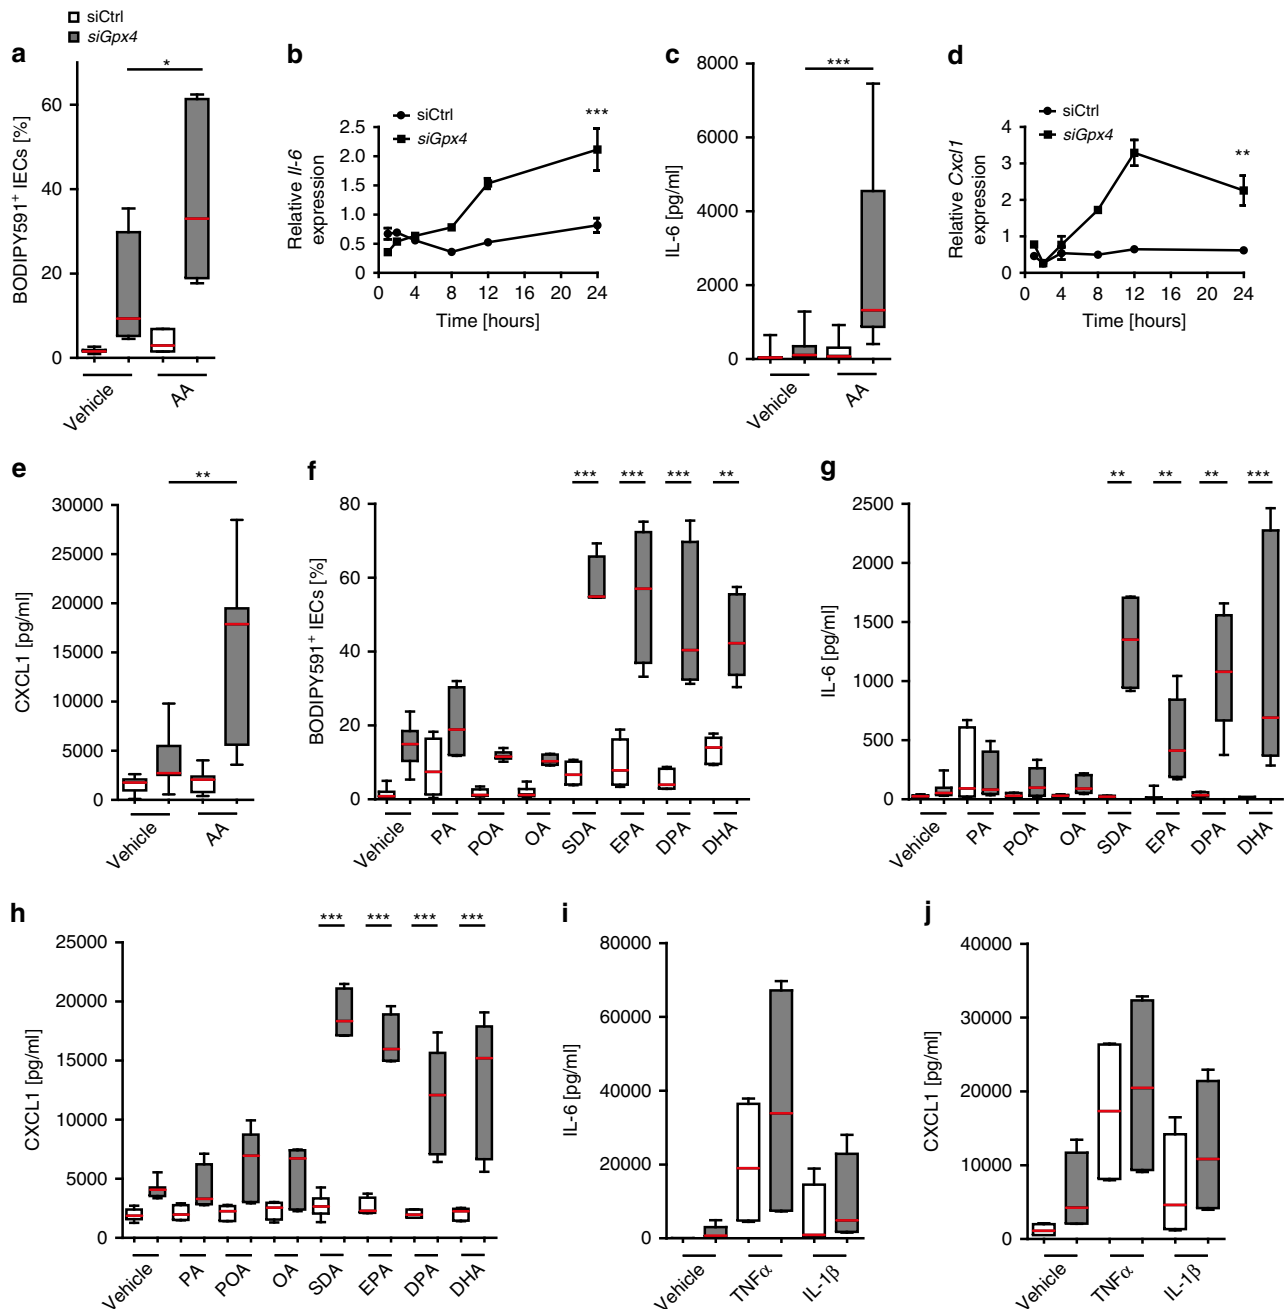 siCtrl
siGpx4
a
BODIPY591+ IECs [%]
60
40
20
0
*
Vehicle
AA
b
siCtrl
siGpx4
***
Relative Il-6
expression
2.5
2.0
1.5
1.0
0.5
0
0 4 8 12 16 20 24
Time [hours]
c
IL-6 [pg/ml]
8000
6000
4000
2000
0
***
Vehicle
AA
d
siCtrl
siGpx4
**
Relative Cxcl1
expression
4
3
2
1
0
0 4 8 12 16 20 24
Time [hours]
e
CXCL1 [pg/ml]
30000
25000
20000
15000
10000
5000
0
**
Vehicle
AA
f
BODIPY591+ IECs [%]
80
60
40
20
0
*** *** *** **
Vehicle PA POA OA SDA EPA DPA DHA
g
IL-6 [pg/ml]
2500
2000
1500
1000
500
0
** ** ** ***
Vehicle PA POA OA SDA EPA DPA DHA
h
CXCL1 [pg/ml]
25000
20000
15000
10000
5000
0
*** *** *** ***
Vehicle PA POA OA SDA EPA DPA DHA
i
IL-6 [pg/ml]
80000
60000
40000
20000
0
Vehicle TNFα IL-1β
j
CXCL1 [pg/ml]
40000
30000
20000
10000
0
Vehicle TNFα IL-1β